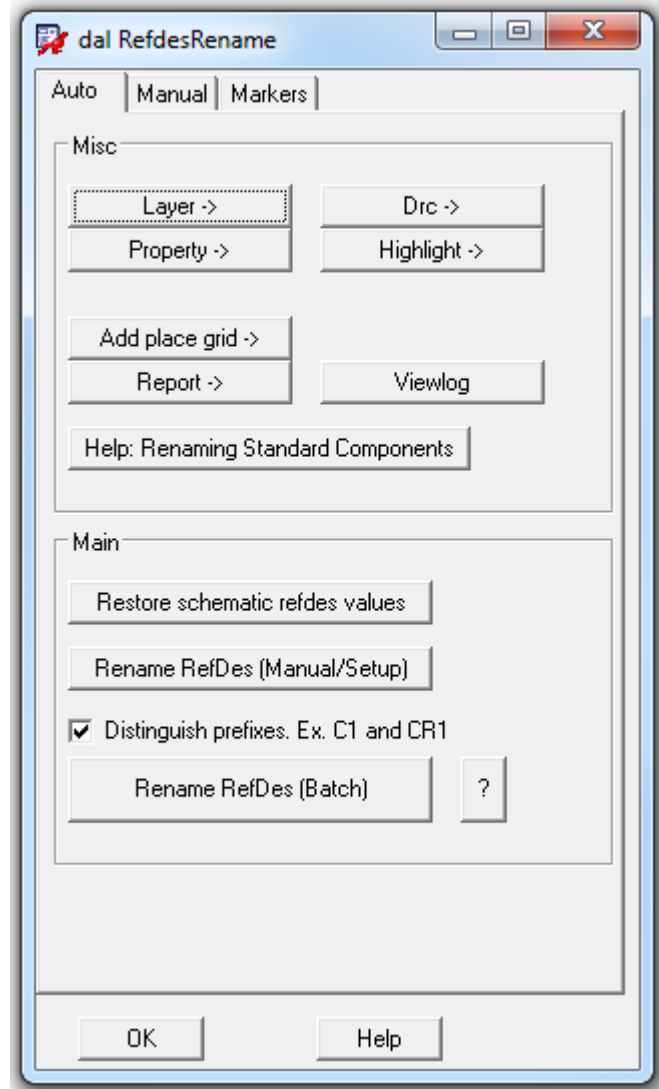 dal RefdesRename
Auto Manual Markers
Misc
Layer -> Drc ->
Property -> Highlight ->
Add place grid ->
Report -> Viewlog
Help: Renaming Standard Components
Main
Restore schematic refdes values
Rename RefDes (Manual/Setup)
Distinguish prefixes. Ex. C1 and CR1
Rename RefDes (Batch) ?
OK Help